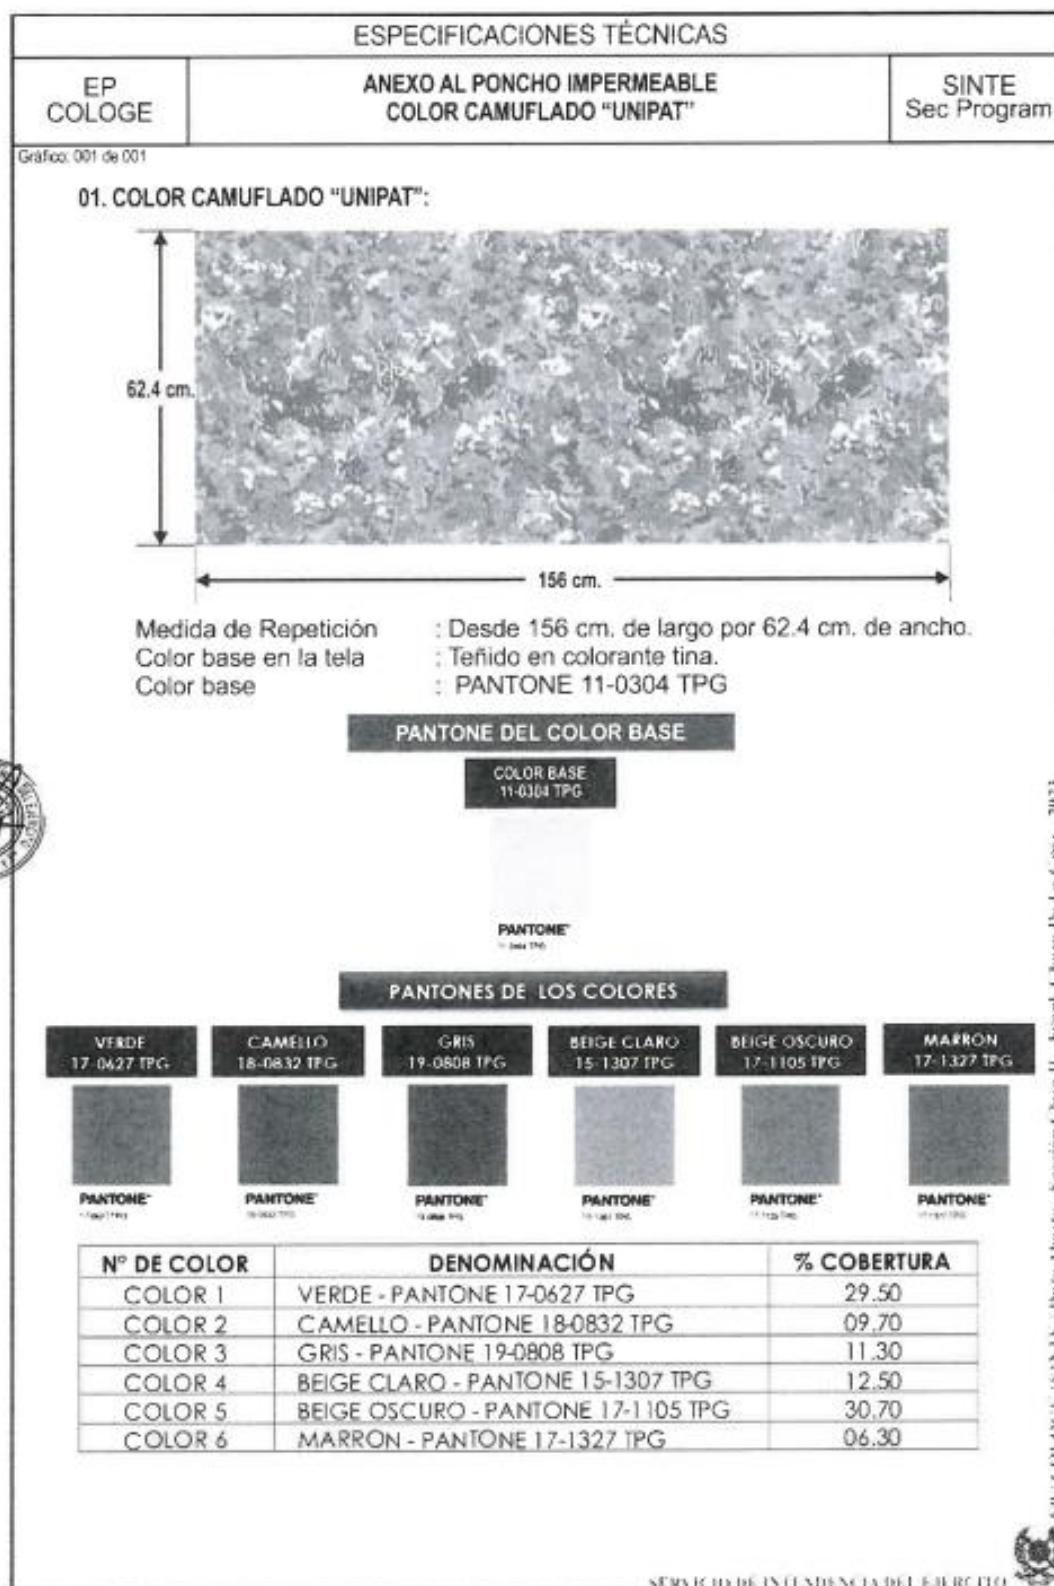 ESPECIFICACIONES TÉCNICAS
EP
COLOGE
ANEXO AL PONCHO IMPERMEABLE
COLOR CAMUFLADO “UNIPAT”
SINTE
Sec Program
Gráfico: 001 de 001
01. COLOR CAMUFLADO “UNIPAT”:
62.4 cm.
156 cm.
Medida de Repetición : Desde 156 cm. de largo por 62.4 cm. de ancho.
Color base en la tela : Teñido en colorante tina.
Color base : PANTONE 11-0304 TPG
PANTONE DEL COLOR BASE
COLOR BASE
11-0304 TPG
PANTONE
PANTONES DE LOS COLORES
VERDE
17-0627 TPG
CAMELLO
18-0832 TPG
GRIS
19-0808 TPG
BEIGE CLARO
15-1307 TPG
BEIGE OSCURO
17-1105 TPG
MARRON
17-1327 TPG
PANTONE PANTONE PANTONE PANTONE PANTONE PANTONE
N° DE COLOR DENOMINACIÓN % COBERTURA
COLOR 1 VERDE - PANTONE 17-0627 TPG 29.50
COLOR 2 CAMELLO - PANTONE 18-0832 TPG 09.70
COLOR 3 GRIS - PANTONE 19-0808 TPG 11.30
COLOR 4 BEIGE CLARO - PANTONE 15-1307 TPG 12.50
COLOR 5 BEIGE OSCURO - PANTONE 17-1105 TPG 30.70
COLOR 6 MARRON - PANTONE 17-1327 TPG 06.30
SERVICIO DE INTENDENCIA DEL EJERCITO